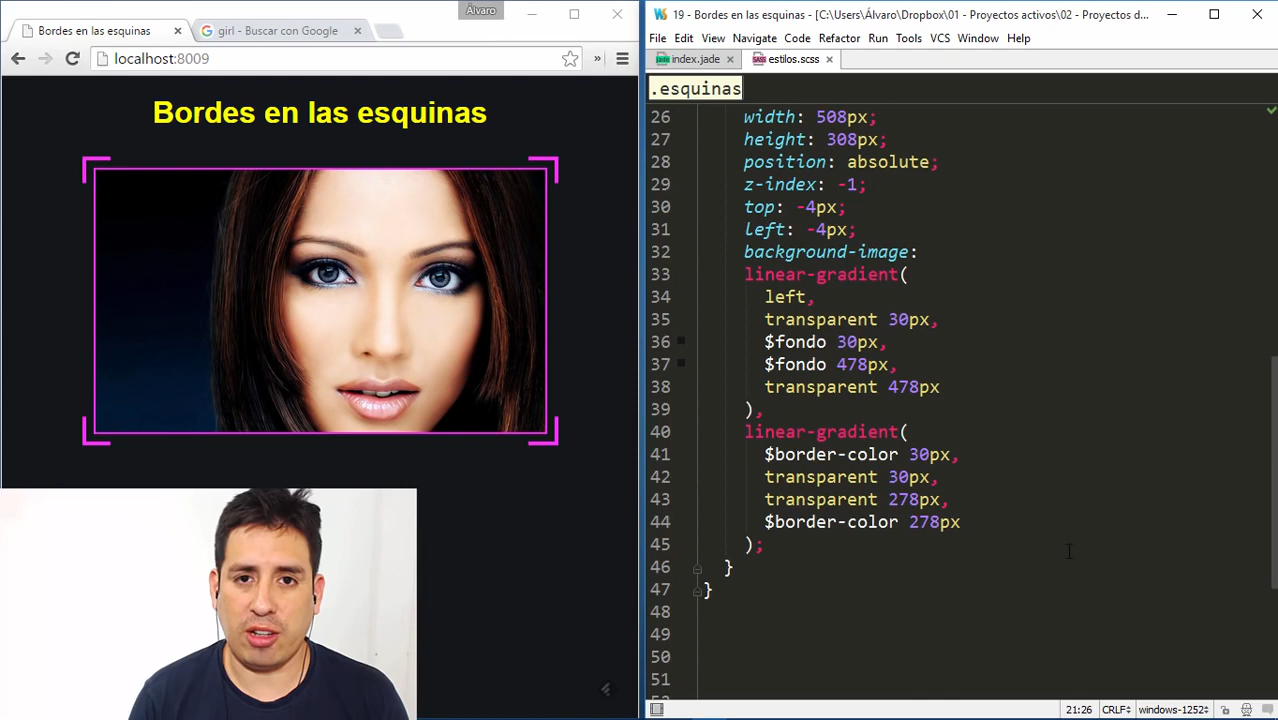 Álvaro
Bordes en las esquinas
girl - Buscar con Google
localhost:8009
Bordes en las esquinas
19 - Bordes en las esquinas - [C:\Users\Álvaro\Dropbox\01 - Proyectos activos\02 - Proyectos d...
File Edit View Navigate Code Refactor Run Tools VCS Window Help
index.jade
estilos.scss
.esquinas
26 width: 508px;
27 height: 308px;
28 position: absolute;
29 z-index: -1;
30 top: -4px;
31 left: -4px;
32 background-image:
33 linear-gradient(
34 left,
35 transparent 30px,
36 $fondo 30px,
37 $fondo 478px,
38 transparent 478px
39 ),
40 linear-gradient(
41 $border-color 30px,
42 transparent 30px,
43 transparent 278px,
44 $border-color 278px
45 );
46 }
47 }
48
49
50
51
21:26 CRLF÷ windows-1252÷